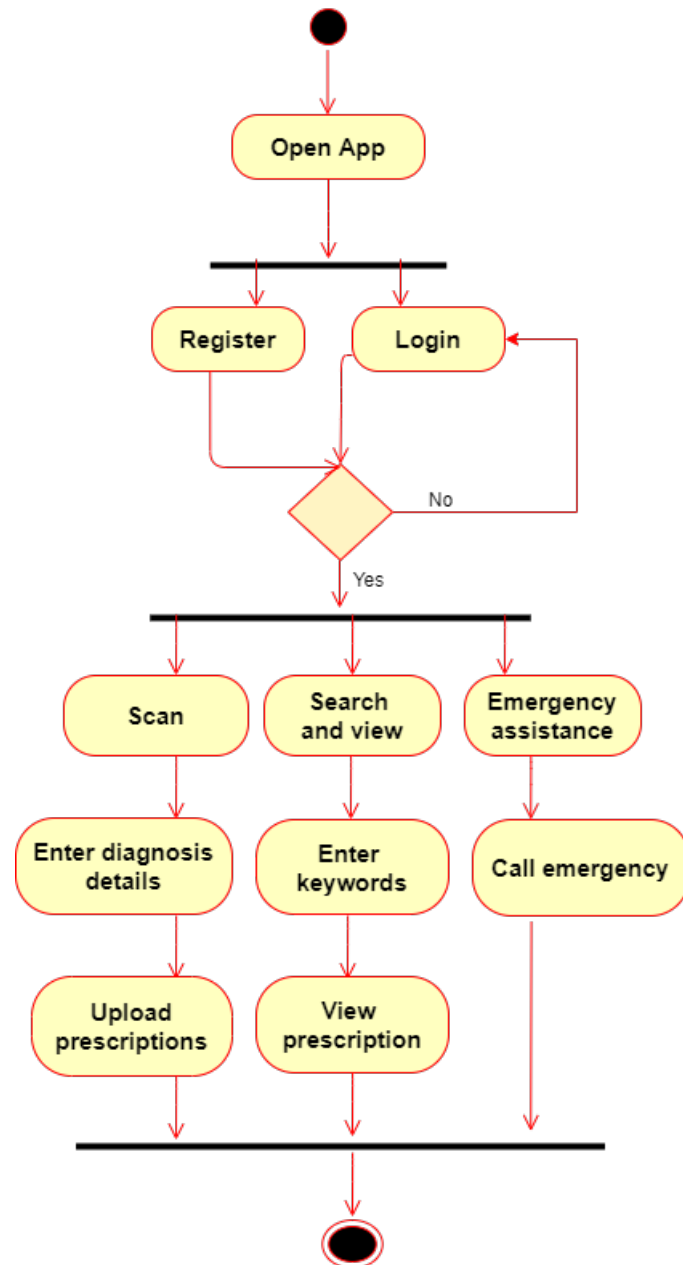 Open App
Register
Login
No
Yes
Scan
Search
and view
Emergency
assistance
Enter diagnosis
details
Enter
keywords
Call emergency
Upload
prescriptions
View
prescription